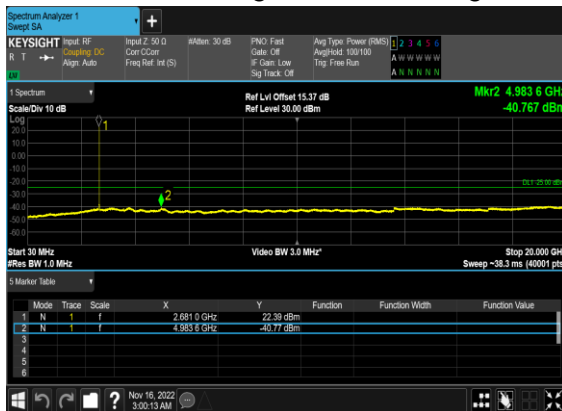 Spectrum Analyzer 1
Swept SA
KEYSIGHT
R T
Input: RF
Coupling: DC
Align: Auto
Input Z: 50 Ω
Corr CCorr
Freq Ref: Int (S)
#Atten: 30 dB
PNO: Fast
Gate: Off
IF Gain: Low
Sig Track: Off
Avg Type: Power (RMS)
Avg|Hold: 100/100
Trig: Free Run
1 2 3 4 5 6
A W W W W W
A N N N N N
1 Spectrum
Scale/Div 10 dB
Log
Ref Lvl Offset 15.37 dB
Ref Level 30.00 dBm
Mkr2 4.983 6 GHz
-40.767 dBm
20.0
10.0
0.00
-10.0
-20.0
-30.0
-40.0
-50.0
-60.0
1
2
Start 30 MHz
#Res BW 1.0 MHz
Video BW 3.0 MHz*
Stop 20.000 GH
Sweep ~38.3 ms (40001 pts
5 Marker Table
Mode Trace Scale X Y Function Function Width Function Value
1 N 1 f 2.681 0 GHz 22.39 dBm
2 N 1 f 4.983 6 GHz -40.77 dBm
3
4
5
6
Nov 16, 2022
3:00:13 AM